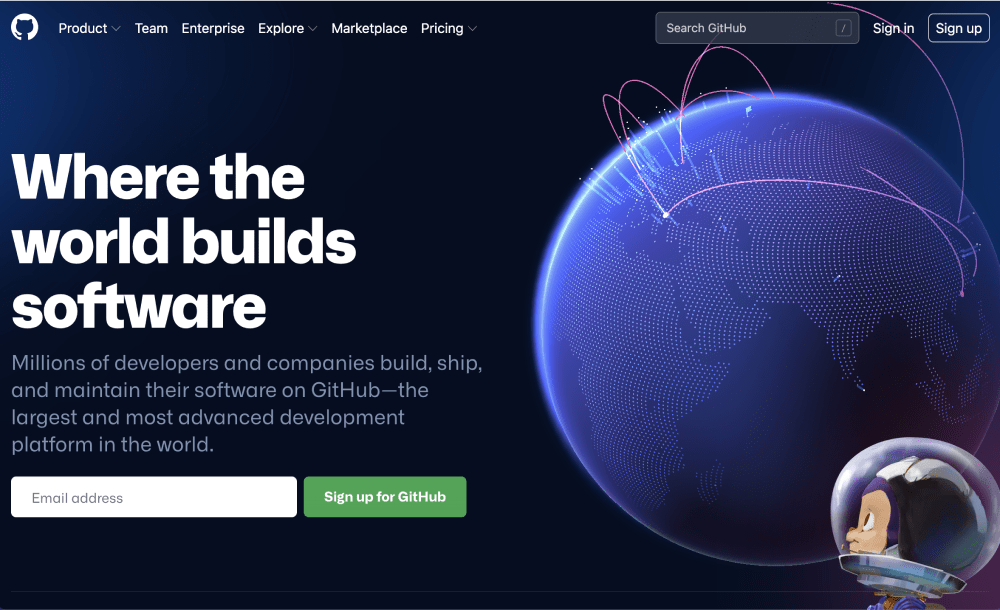 Product
Team
Enterprise
Explore
Marketplace
Pricing
Search GitHub
/
Sign in
Sign up
Where the
world builds
software
Millions of developers and companies build, ship,
and maintain their software on GitHub—the
largest and most advanced development
platform in the world.
Email address
Sign up for GitHub